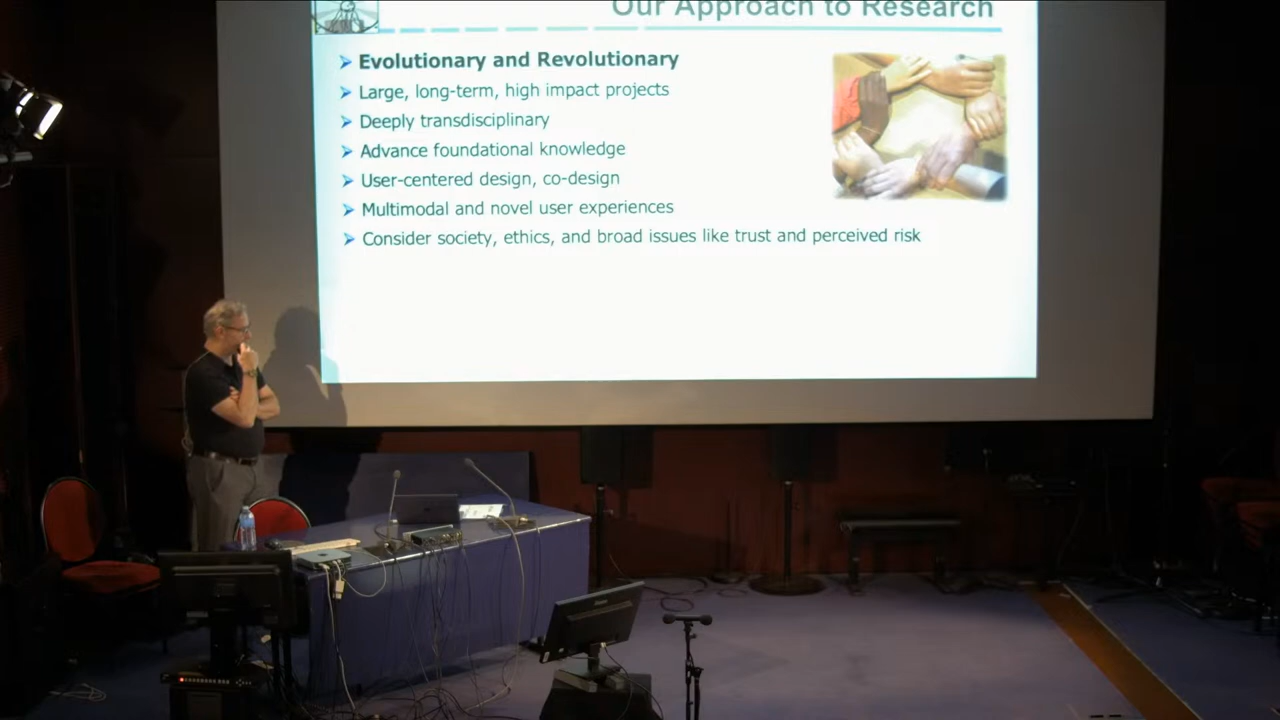 Our Approach to Research
Evolutionary and Revolutionary
Large, long-term, high impact projects
Deeply transdisciplinary
Advance foundational knowledge
User-centered design, co-design
Multimodal and novel user experiences
Consider society, ethics, and broad issues like trust and perceived risk